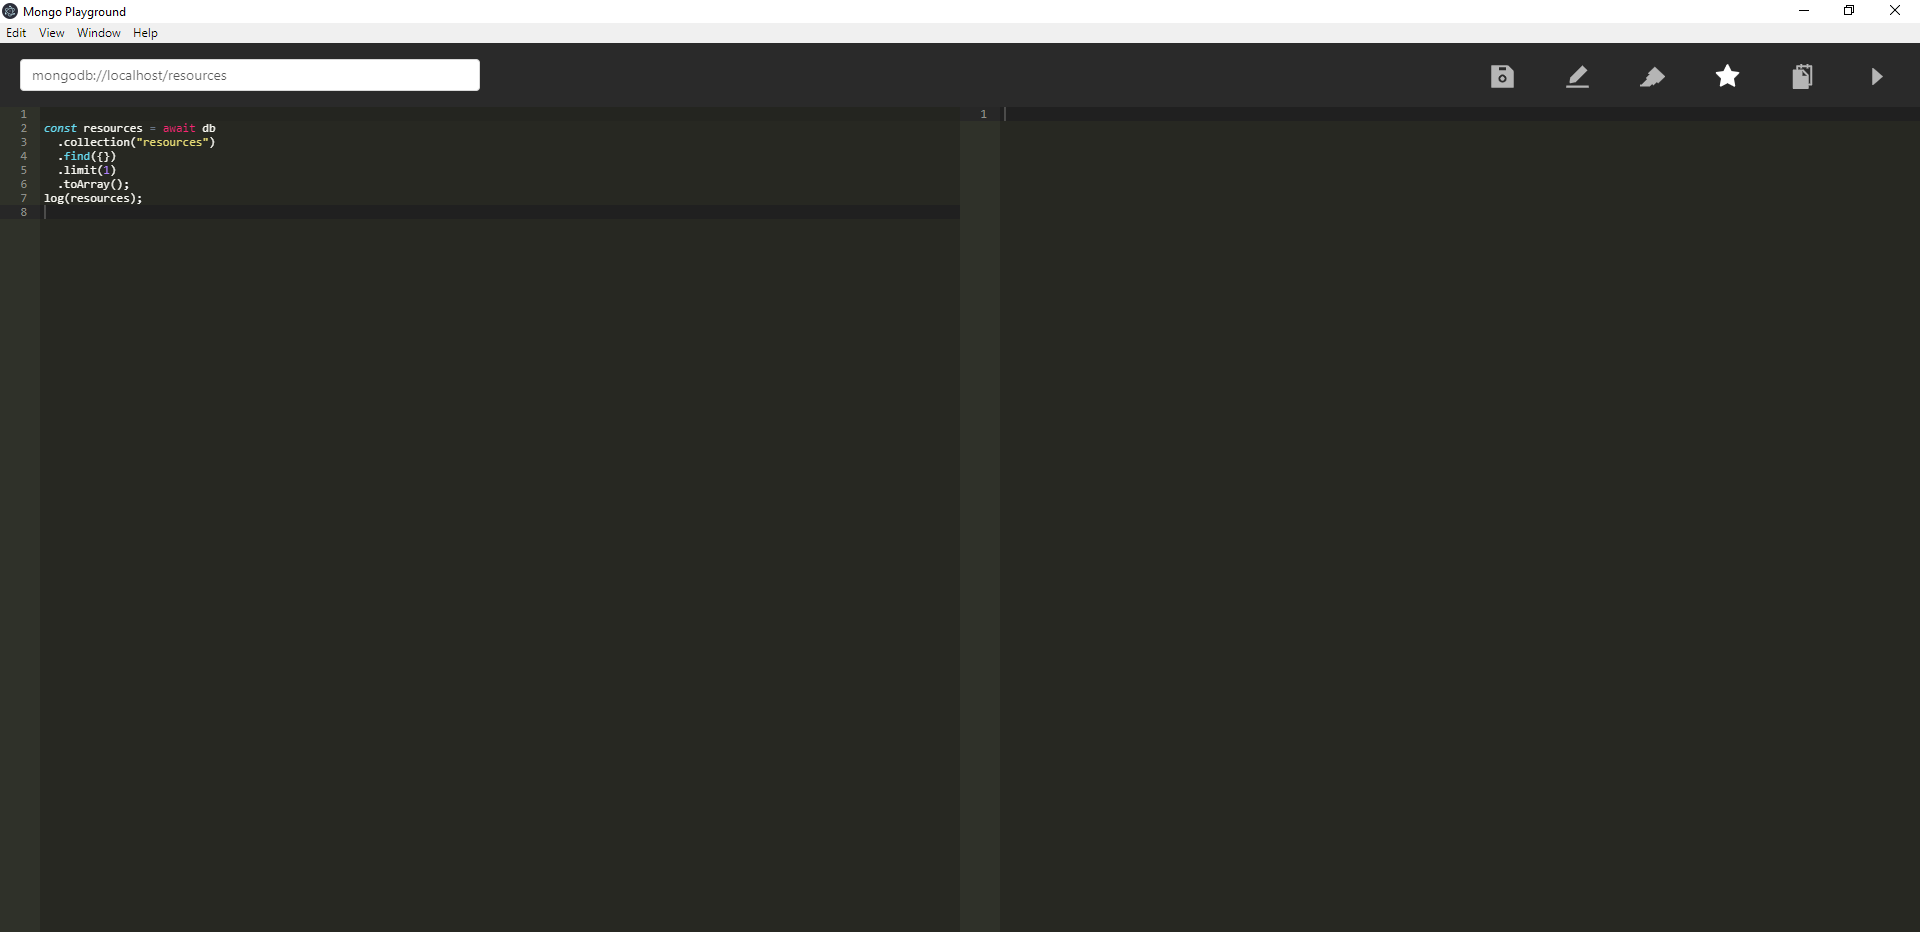 Mongo Playground
Edit View Window Help
mongodb://localhost/resources
1
2 const resources = await db
3   .collection("resources")
4   .find({})
5   .limit(1)
6   .toArray();
7 log(resources);
8
1